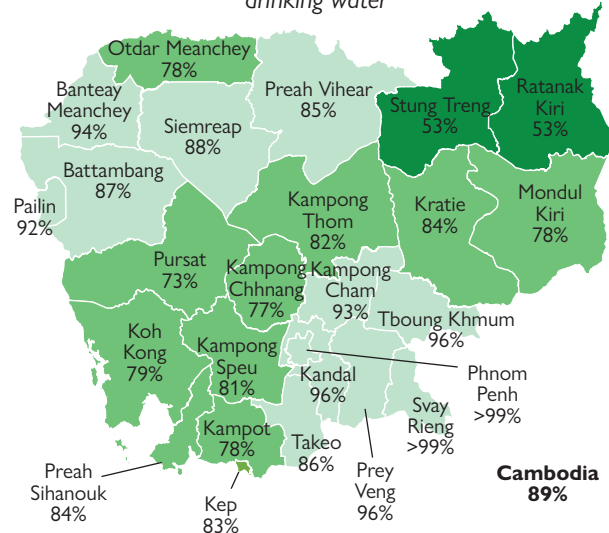 drinking water
Otdar Meanchey
78%
Banteay
Meanchey
94%
Preah Vihear
85%
Stung Treng
53%
Ratanak
Kiri
53%
Siemreap
88%
Battambang
87%
Pailin
92%
Kampong
Thom
82%
Kratie
84%
Mondul
Kiri
78%
Pursat
73%
Kampong
Chhnang
77%
Kampong
Cham
93%
Tboung Khmum
96%
Koh
Kong
79%
Kampong
Speu
81%
Kandal
96%
Phnom
Penh
>99%
Svay
Rieng
>99%
Kampot
78%
Takeo
86%
Preah
Sihanouk
84%
Kep
83%
Prey
Veng
96%
Cambodia
89%